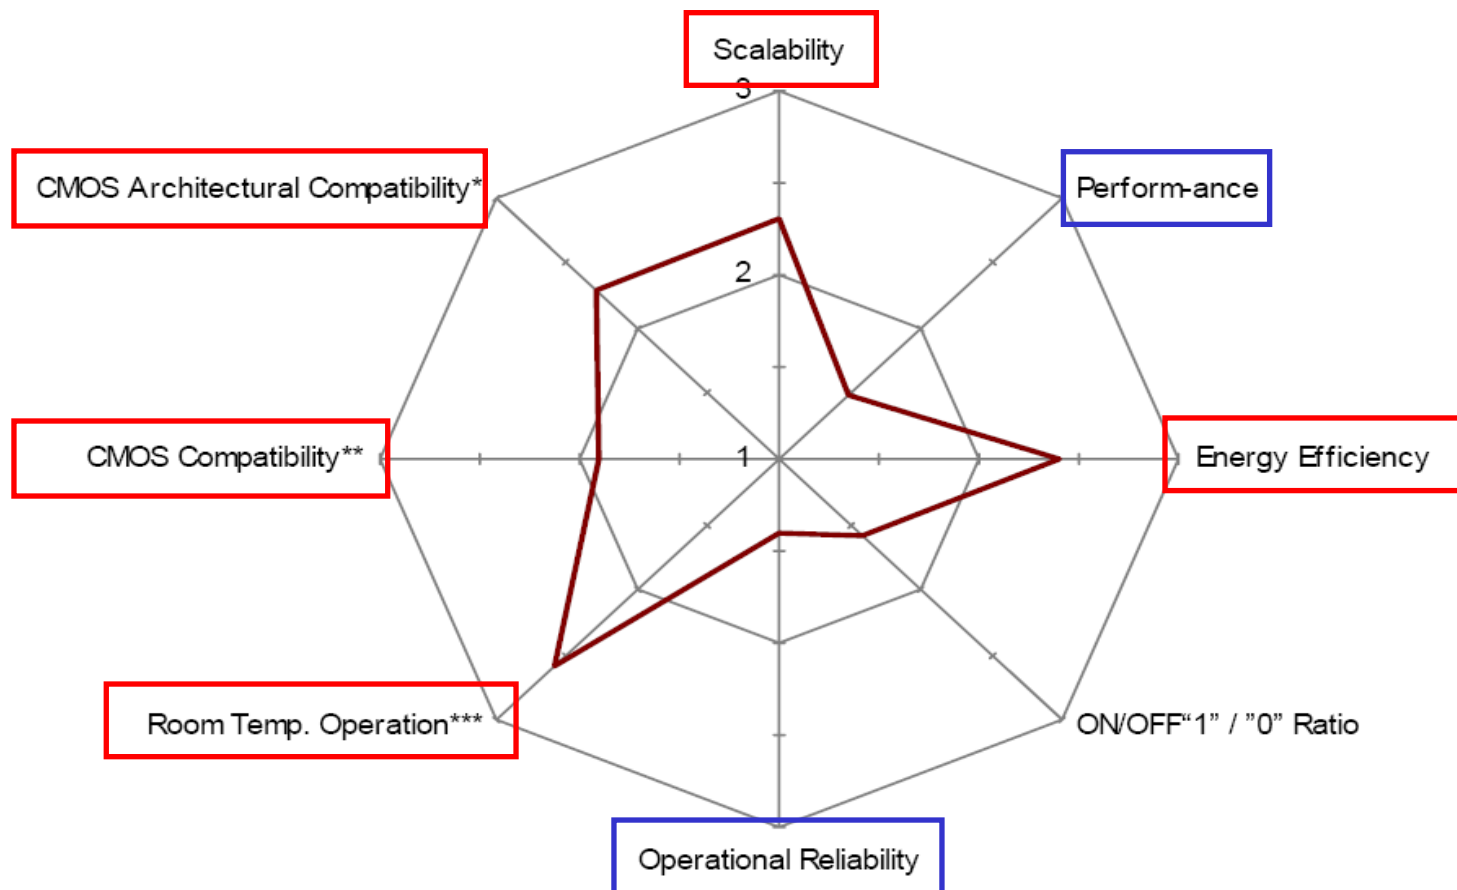 Scalability
3
CMOS Architectural Compatibility*
Perform-ance
2
CMOS Compatibility**
1
Energy Efficiency
Room Temp. Operation***
ON/OFF“1” / ”0” Ratio
Operational Reliability